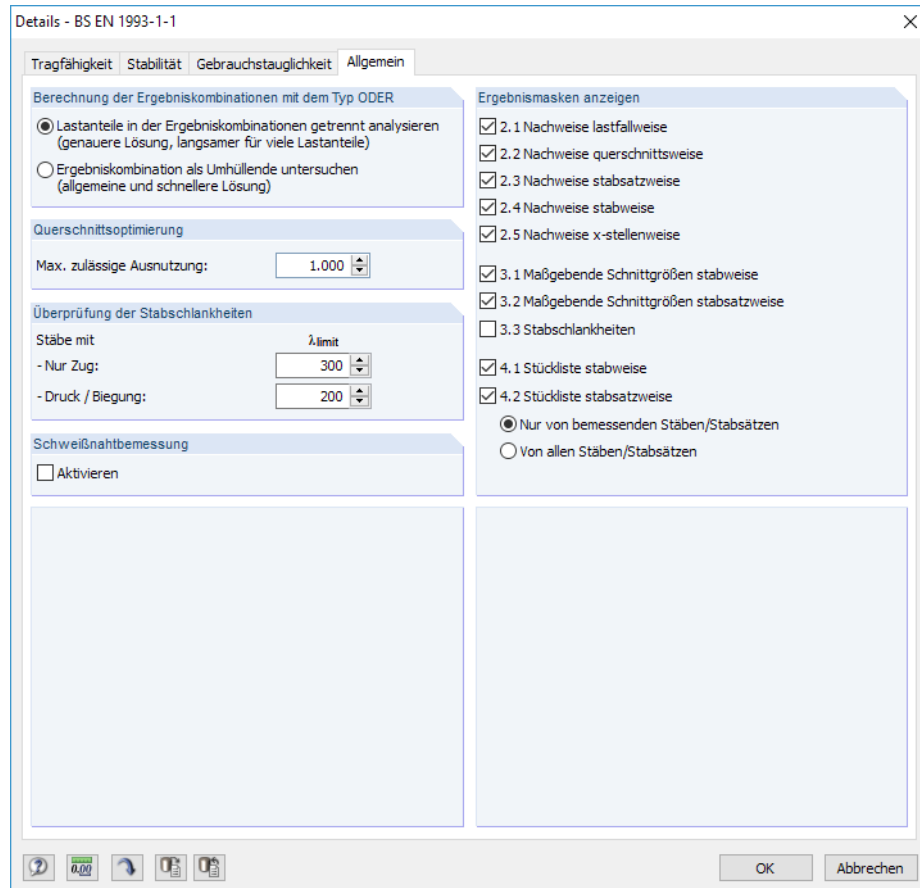 Details - BS EN 1993-1-1
Tragfähigkeit Stabilität Gebrauchstauglichkeit Allgemein
Berechnung der Ergebniskombinationen mit dem Typ ODER
Lastanteile in der Ergebniskombinationen getrennt analysieren
(genauere Lösung, langsamer für viele Lastanteile)
Ergebniskombination als Umhüllende untersuchen
(allgemeine und schnellere Lösung)
Querschnittsoptimierung
Max. zulässige Ausnutzung: 1.000
Überprüfung der Stabschlankheiten
Stäbe mit λlimit
- Nur Zug: 300
- Druck / Biegung: 200
Schweißnahtbemessung
Aktivieren
Ergebnismasken anzeigen
2.1 Nachweise lastfallweise
2.2 Nachweise querschnittsweise
2.3 Nachweise stabsatzweise
2.4 Nachweise stabweise
2.5 Nachweise x-stellenweise
3.1 Maßgebende Schnittgrößen stabweise
3.2 Maßgebende Schnittgrößen stabsatzweise
3.3 Stabschlankheiten
4.1 Stückliste stabweise
4.2 Stückliste stabsatzweise
Nur von bemessenden Stäben/Stabsätzen
Von allen Stäben/Stabsätzen
0.00
OK Abbrechen